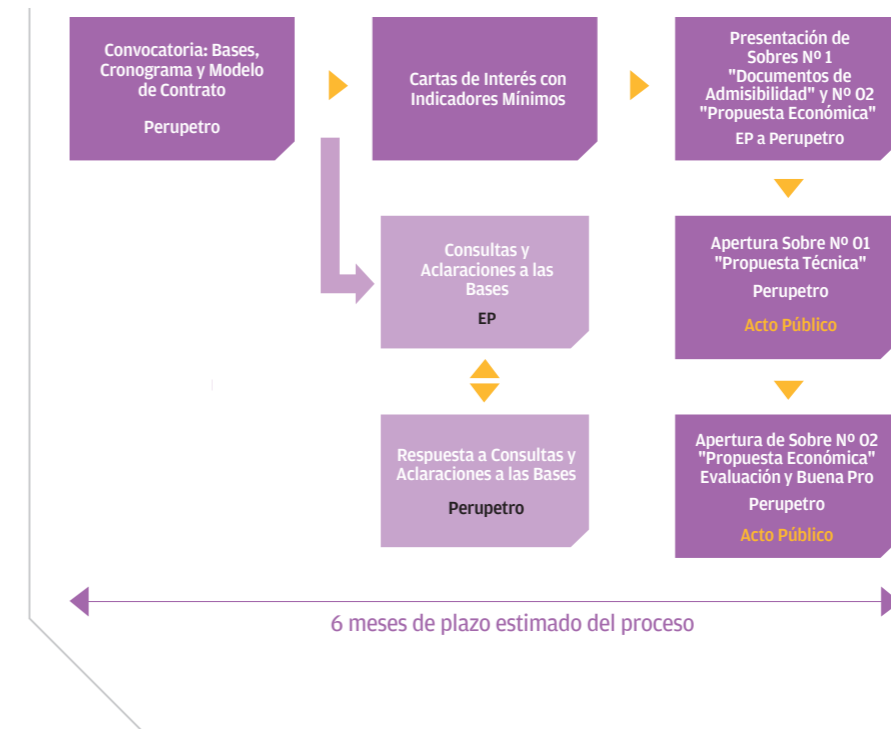 Convocatoria: Bases,
Cronograma y Modelo
de Contrato
Perupetro
Cartas de Interés con
Indicadores Mínimos
Presentación de
Sobres Nº 1
"Documentos de
Admisibilidad" y Nº 02
"Propuesta Económica"
EP a Perupetro
Consultas y
Aclaraciones a las
Bases
EP
Apertura Sobre Nº 01
"Propuesta Técnica"
Perupetro
Acto Público
Respuesta a Consultas y
Aclaraciones a las Bases
Perupetro
Apertura de Sobre Nº 02
"Propuesta Económica"
Evaluación y Buena Pro
Perupetro
Acto Público
6 meses de plazo estimado del proceso